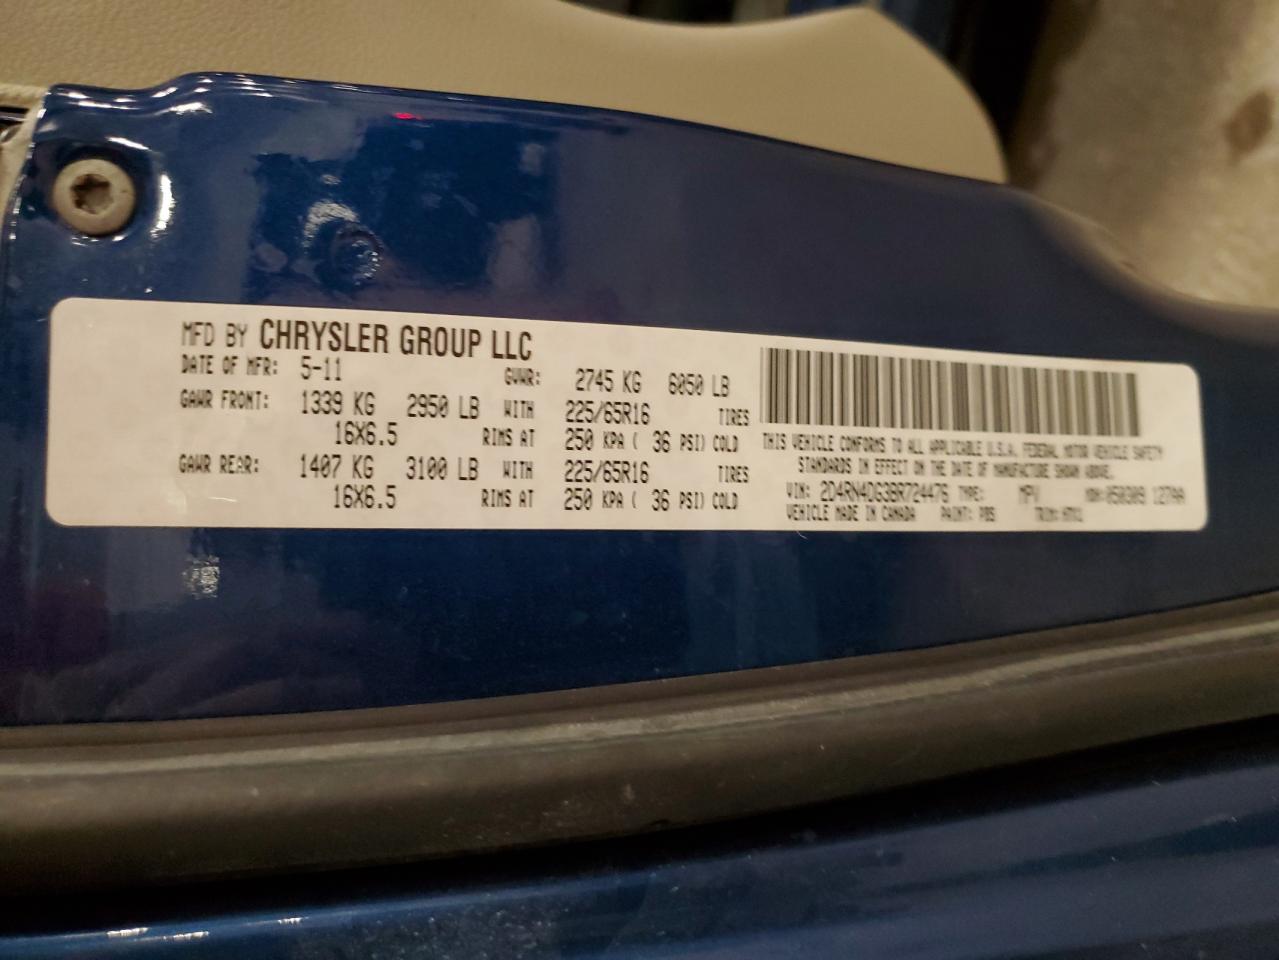 MFD BY CHRYSLER GROUP LLC
DATE OF MFR: 5-11 GVWR: 2745 KG 6050 LB
GAWR FRONT: 1339 KG 2950 LB WITH 225/65R16 TIRES
16X6.5 RIMS AT 250 KPA ( 36 PSI) COLD
GAWR REAR: 1407 KG 3100 LB WITH 225/65R16 TIRES
16X6.5 RIMS AT 250 KPA ( 36 PSI) COLD
THIS VEHICLE CONFORMS TO ALL APPLICABLE U.S.A. FEDERAL MOTOR VEHICLE SAFETY
STANDARDS IN EFFECT ON THE DATE OF MANUFACTURE SHOWN ABOVE.
VIN: 2D4RN4DG3BR724476 TYPE: MPV MDH: 050309 127AA
VEHICLE MADE IN CANADA PAINT: PBS TRIM: